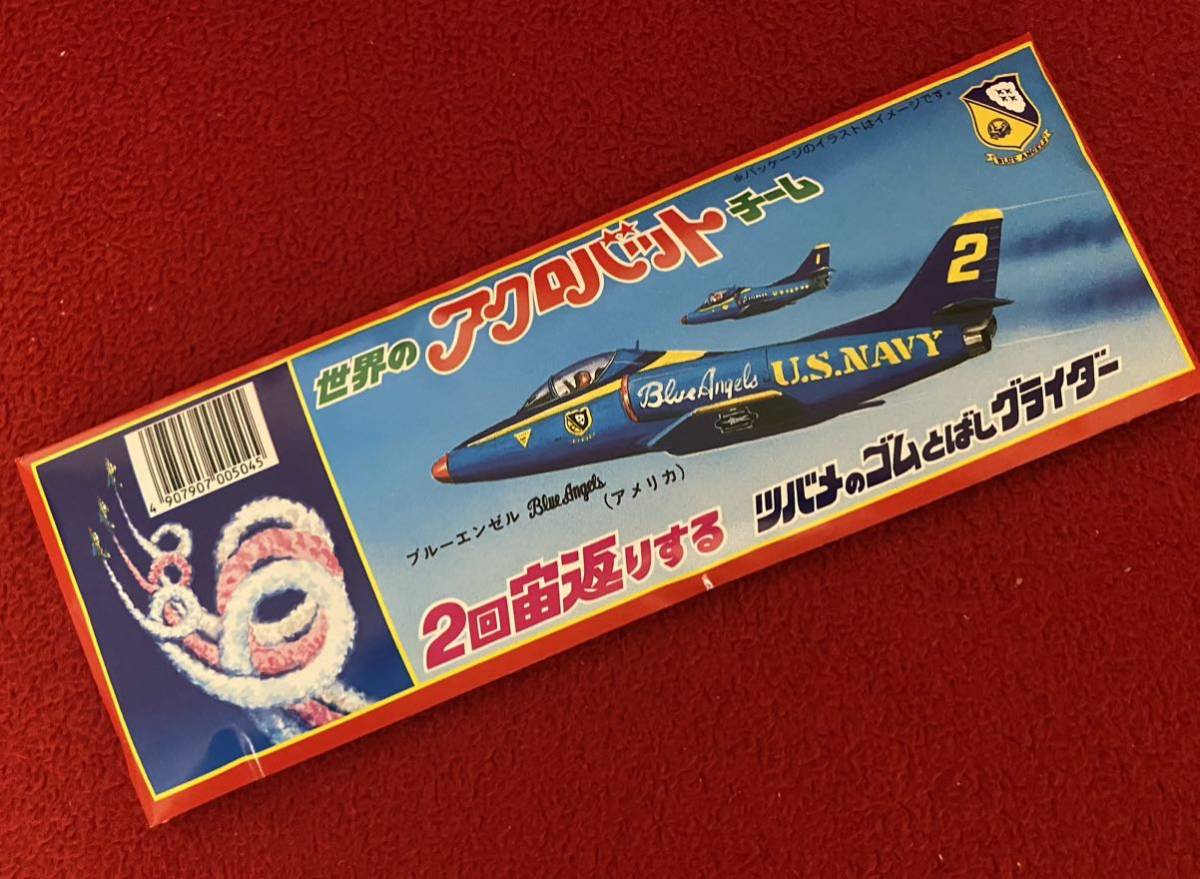 ※パッケージのイラストはイメージです。
BLUE ANGELS
世界のアクロバットチーム
2
1
Blue Angels U.S.NAVY
ブルーエンゼル Blue Angels
(アメリカ)
2回宙返りする ツバメのゴムとばしグライダー
4 907907 005045